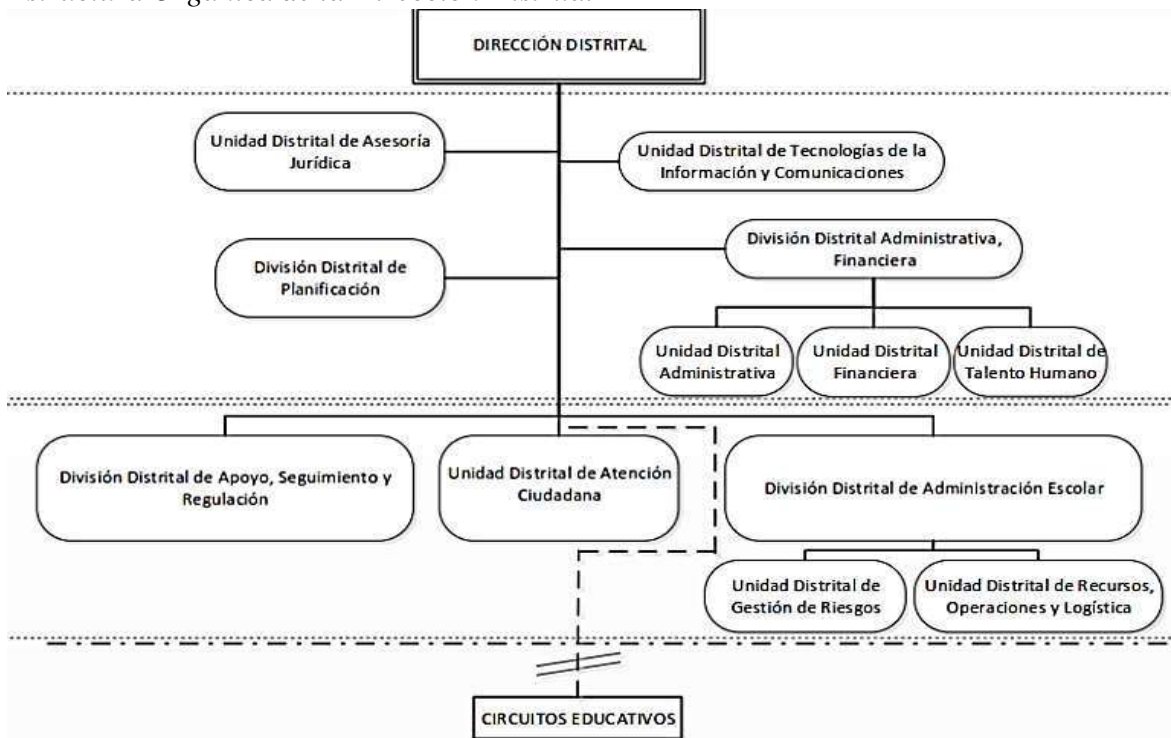 DIRECCIÓN DISTRITAL
Unidad Distrital de Asesoría
Jurídica
Unidad Distrital de Tecnologías de la
Información y Comunicaciones
División Distrital Administrativa,
Financiera
División Distrital de
Planificación
Unidad Distrital
Administrativa
Unidad Distrital
Financiera
Unidad Distrital de
Talento Humano
División Distrital de Apoyo, Seguimiento y
Regulación
Unidad Distrital de Atención
Ciudadana
División Distrital de Administración Escolar
Unidad Distrital de
Gestión de Riesgos
Unidad Distrital de Recursos,
Operaciones y Logística
CIRCUITOS EDUCATIVOS